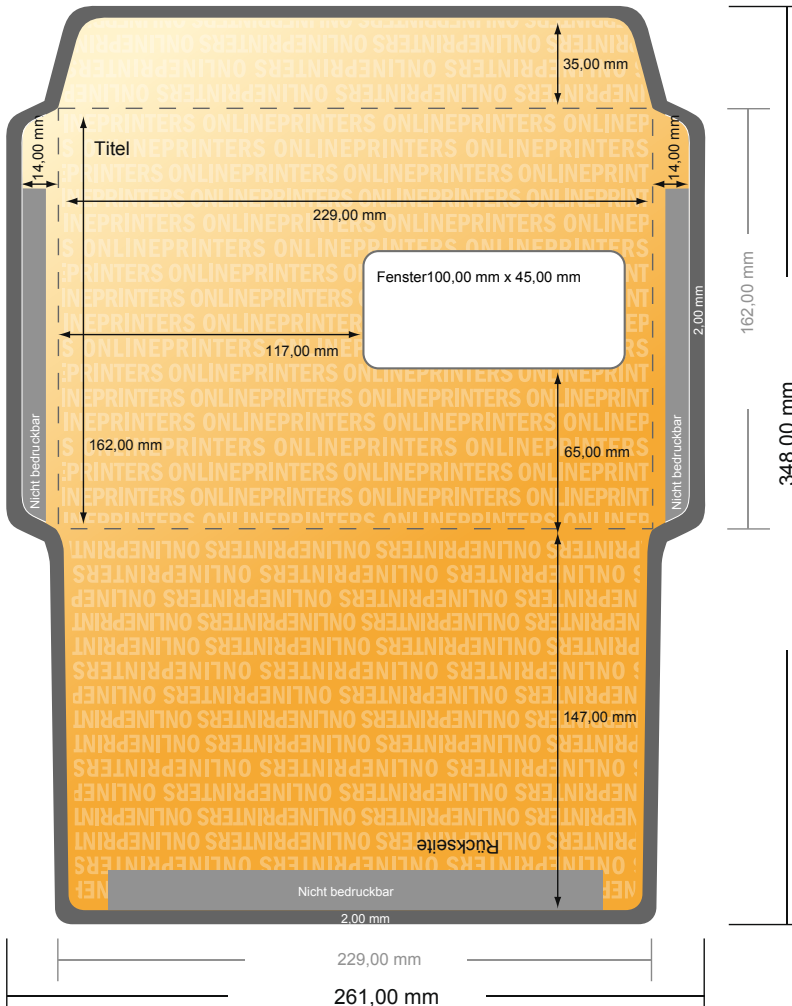 35,00 mm
14,00 mm
Titel
14,00 mm
229,00 mm
Fenster100,00 mm x 45,00 mm
2,00 mm
162,00 mm
117,00 mm
162,00 mm
65,00 mm
348,00 mm
Nicht bedruckbar
Nicht bedruckbar
ONLINEPRINTERS ONLINEPRINTERS
147,00 mm
Rückseite
Nicht bedruckbar
2,00 mm
229,00 mm
261,00 mm